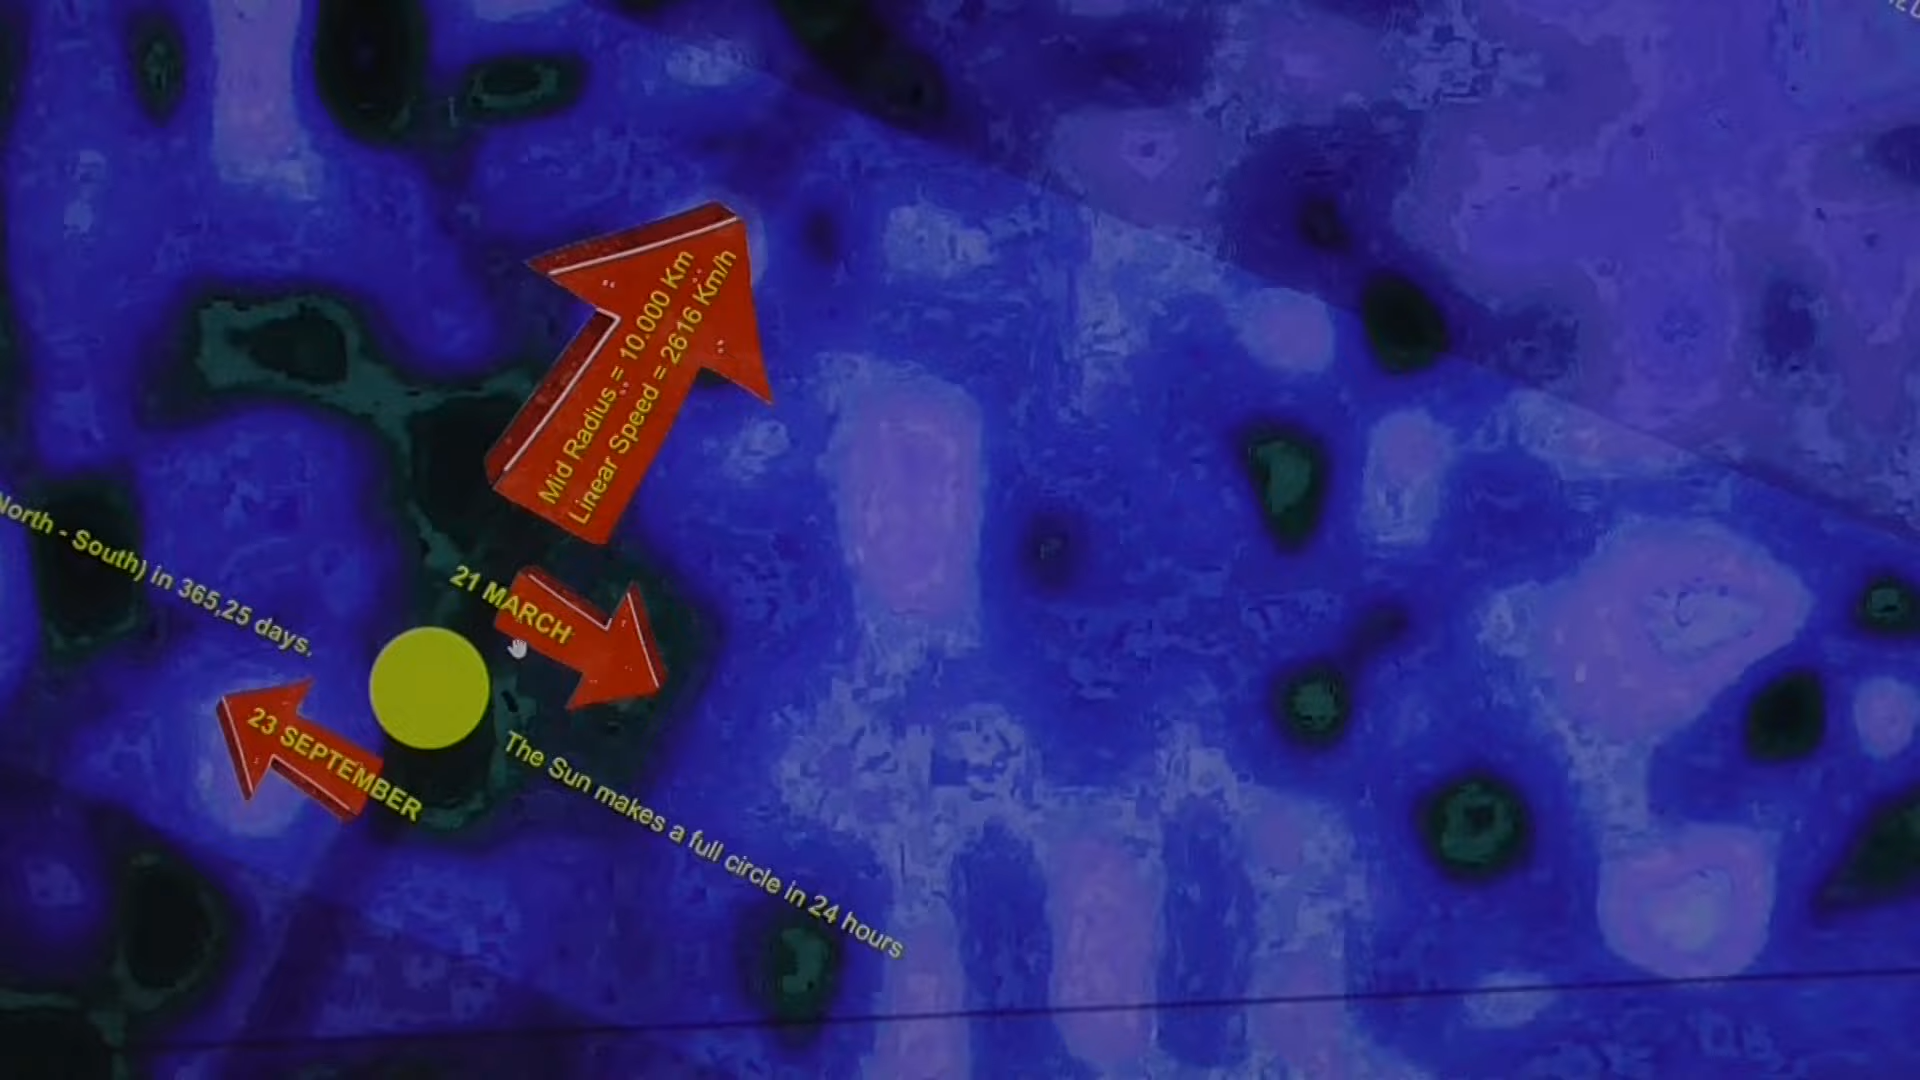 Mid Radius = 10.000 Km
Linear Speed = 2616 Km/h
North - South) in 365,25 days.
21 MARCH
23 SEPTEMBER
The Sun makes a full circle in 24 hours